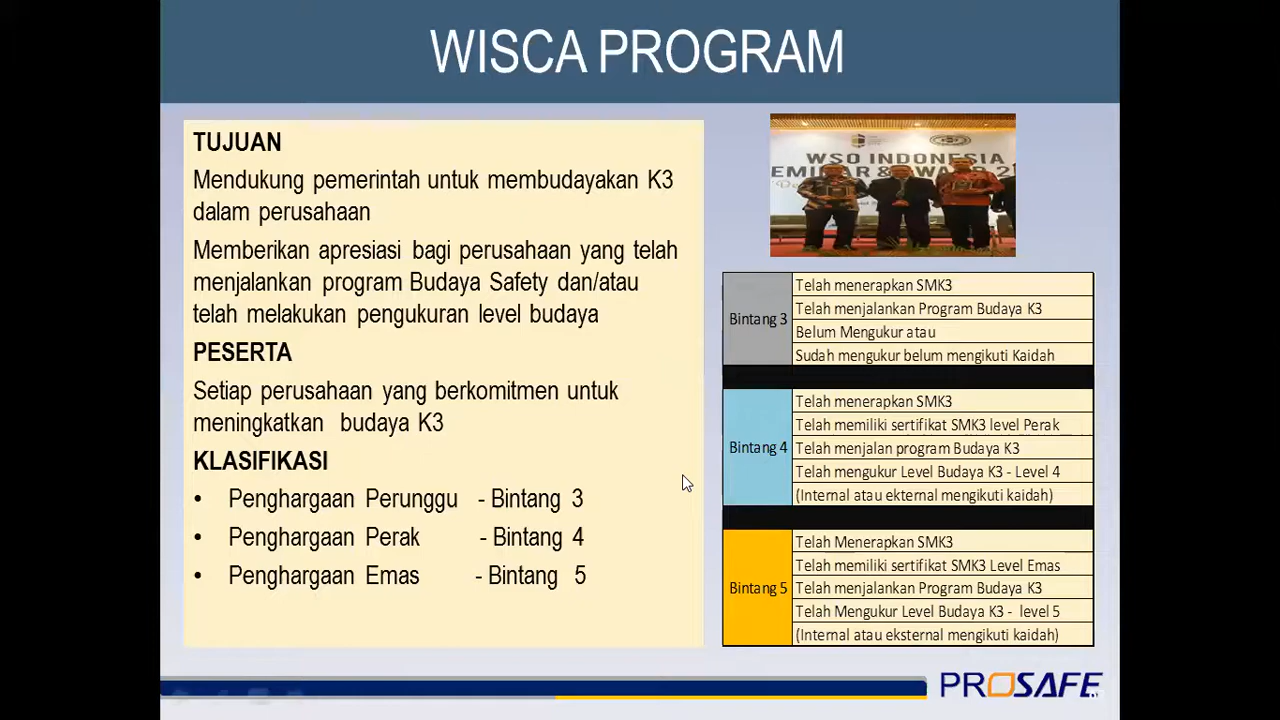 WISCA PROGRAM
TUJUAN
Mendukung pemerintah untuk membudayakan K3
dalam perusahaan
Memberikan apresiasi bagi perusahaan yang telah
menjalankan program Budaya Safety dan/atau
telah melakukan pengukuran level budaya
PESERTA
Setiap perusahaan yang berkomitmen untuk
meningkatkan budaya K3
KLASIFIKASI
• Penghargaan Perunggu - Bintang 3
• Penghargaan Perak - Bintang 4
• Penghargaan Emas - Bintang 5
WSO INDONESIA
Bintang 3
Telah menerapkan SMK3
Telah menjalankan Program Budaya K3
Belum Mengukur atau
Sudah mengukur belum mengikuti Kaidah
Bintang 4
Telah menerapkan SMK3
Telah memiliki sertifikat SMK3 level Perak
Telah menjalan program Budaya K3
Telah mengukur Level Budaya K3 - Level 4
(Internal atau ekternal mengikuti kaidah)
Bintang 5
Telah Menerapkan SMK3
Telah memiliki sertifikat SMK3 Level Emas
Telah menjalankan Program Budaya K3
Telah Mengukur Level Budaya K3 - level 5
(Internal atau eksternal mengikuti kaidah)
PROSAFE